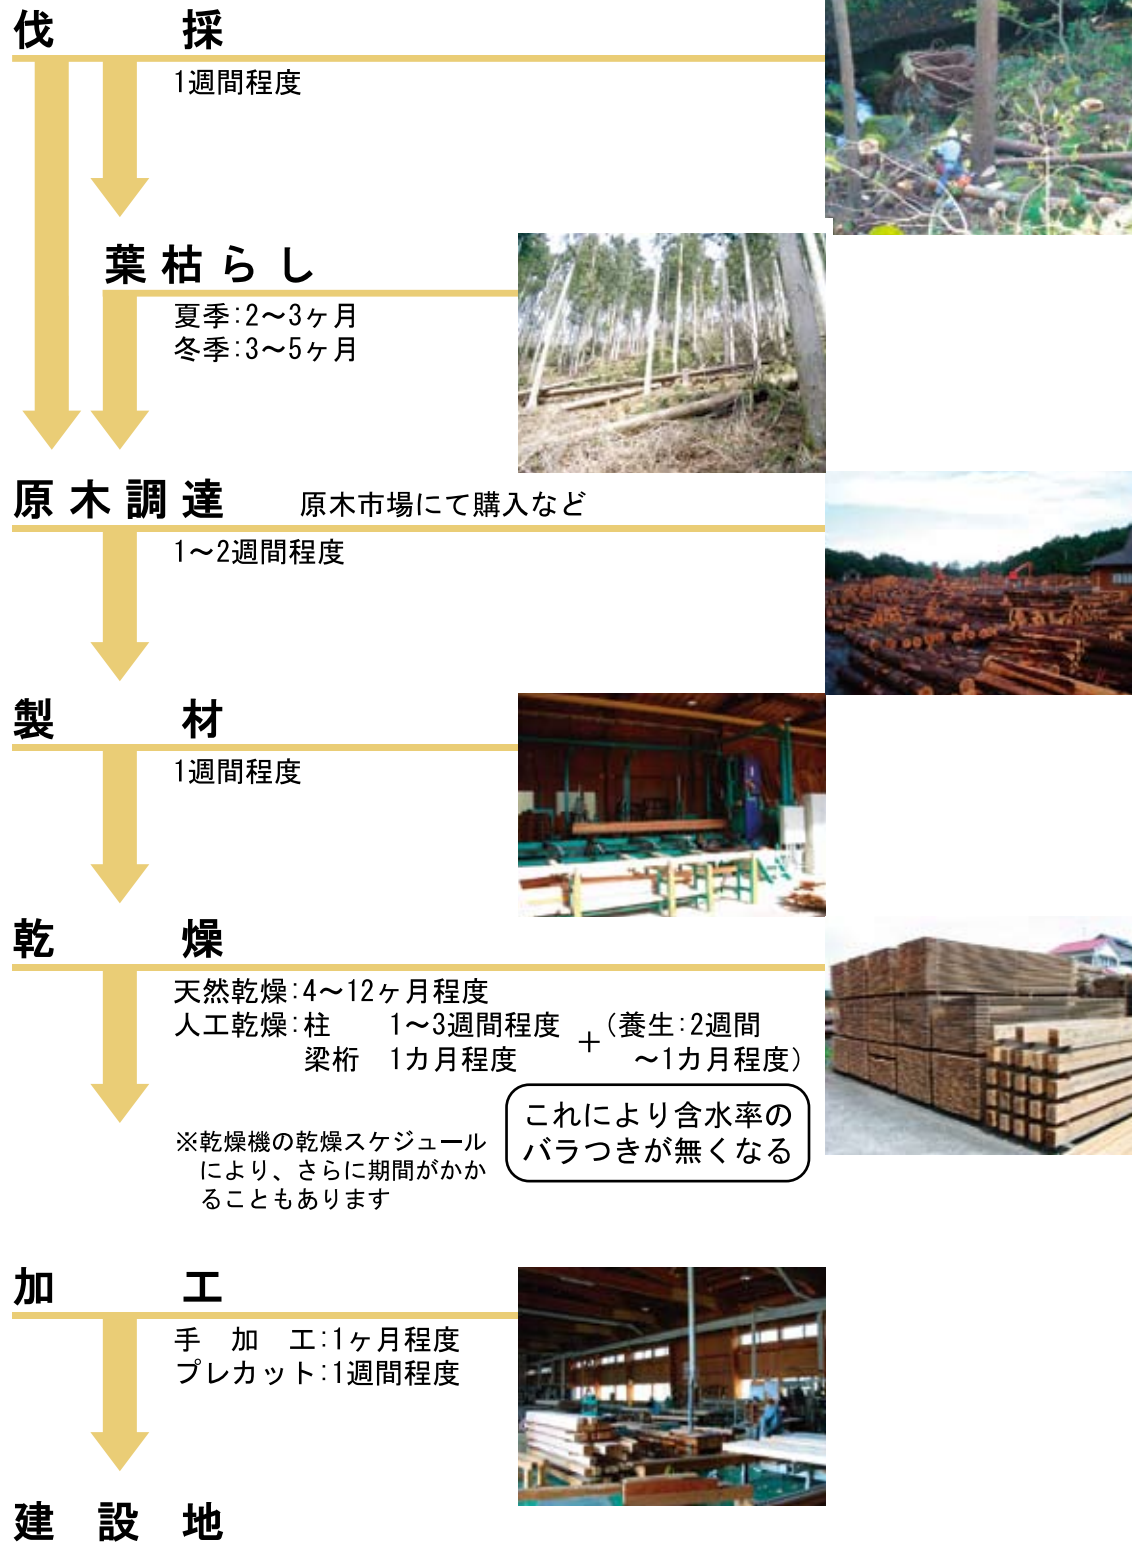 伐採
1週間程度
葉枯らし
夏季:2～3ヶ月
冬季:3～5ヶ月
原木調達　原木市場にて購入など
1～2週間程度
製材
1週間程度
乾燥
天然乾燥:4～12ヶ月程度
人工乾燥:柱　1～3週間程度　＋(養生:2週間
梁桁　1カ月程度　～1カ月程度)
これにより含水率の
バラつきが無くなる
※乾燥機の乾燥スケジュール
により、さらに期間がかか
ることもあります
加工
手加工:1ヶ月程度
プレカット:1週間程度
建設地